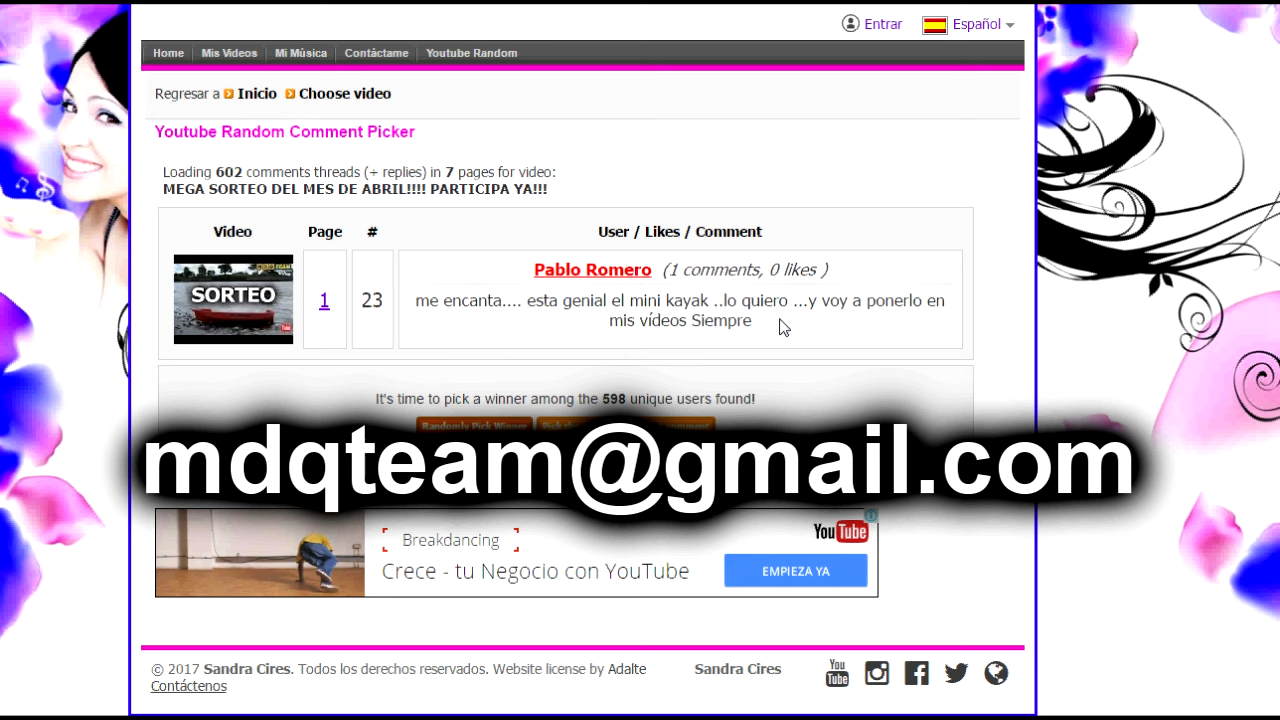 Entrar
Español
Home Mis Videos Mi Música Contáctame Youtube Random
Regresar a Inicio Choose video
Youtube Random Comment Picker
Loading 602 comments threads (+ replies) in 7 pages for video:
MEGA SORTEO DEL MES DE ABRIL!!!! PARTICIPA YA!!!
Video Page # User / Likes / Comment
SORTEO
1
23
Pablo Romero (1 comments, 0 likes )
me encanta.... esta genial el mini kayak ..lo quiero ...y voy a ponerlo en
mis vídeos Siempre
It's time to pick a winner among the 598 unique users found!
Randomly Pick Winner
mdqteam@gmail.com
Breakdancing
Crece - tu Negocio con YouTube
YouTube
EMPIEZA YA
© 2017 Sandra Cires. Todos los derechos reservados. Website license by Adalte
Contáctenos
Sandra Cires
You
Tube